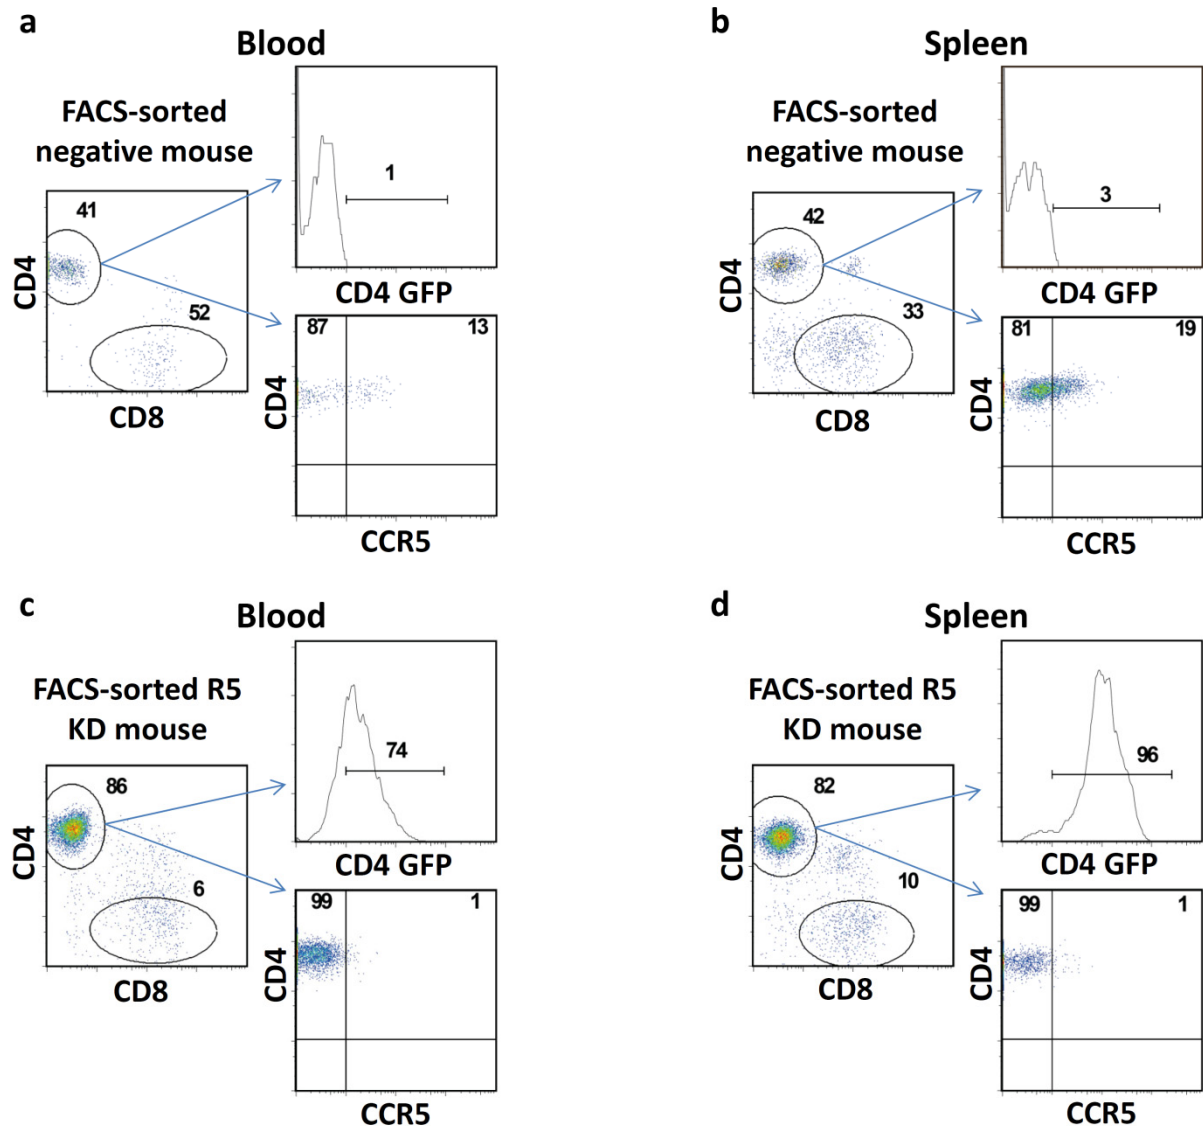 a
Blood
FACS-sorted
negative mouse
41
52
CD4
CD8
1
CD4 GFP
87 13
CD4
CCR5
b
Spleen
FACS-sorted
negative mouse
42
33
CD4
CD8
3
CD4 GFP
81 19
CD4
CCR5
c
Blood
FACS-sorted R5
KD mouse
86
6
CD4
CD8
74
CD4 GFP
99 1
CD4
CCR5
d
Spleen
FACS-sorted R5
KD mouse
82
10
CD4
CD8
96
CD4 GFP
99 1
CD4
CCR5